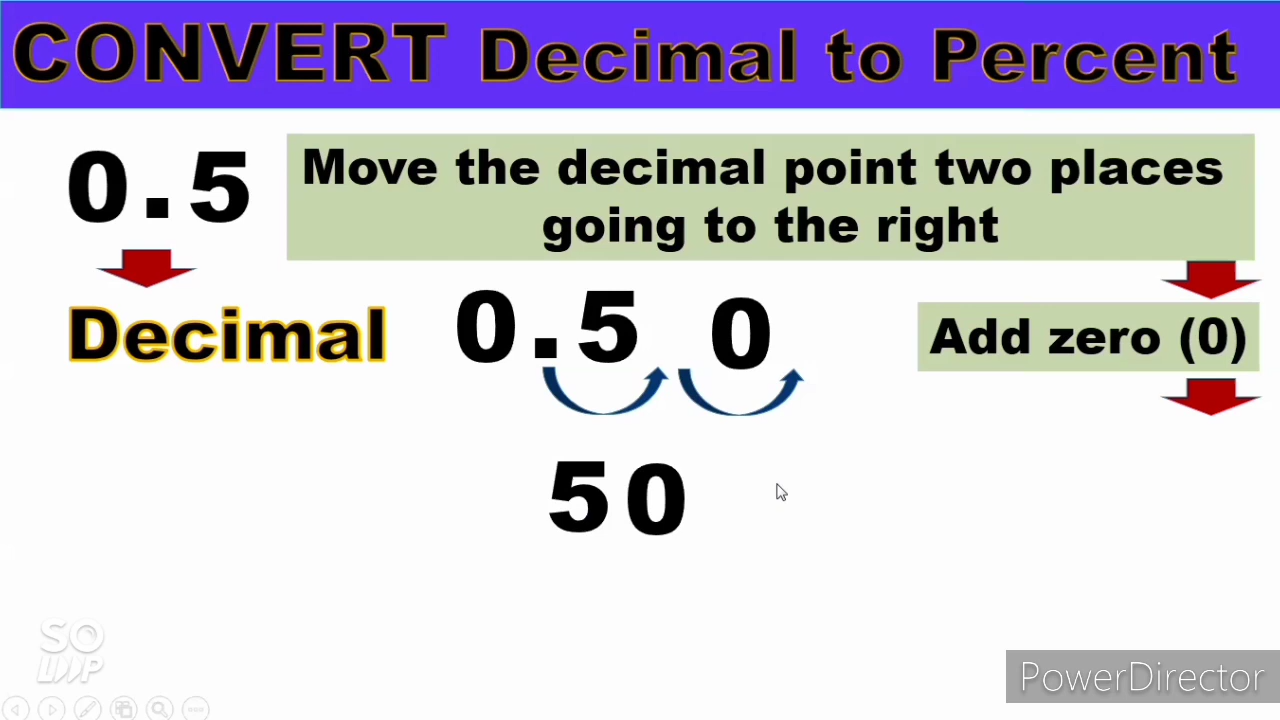 CONVERT Decimal to Percent
0.5
Move the decimal point two places
going to the right
Decimal
0.5 0
Add zero (0)
50
SO
PowerDirector